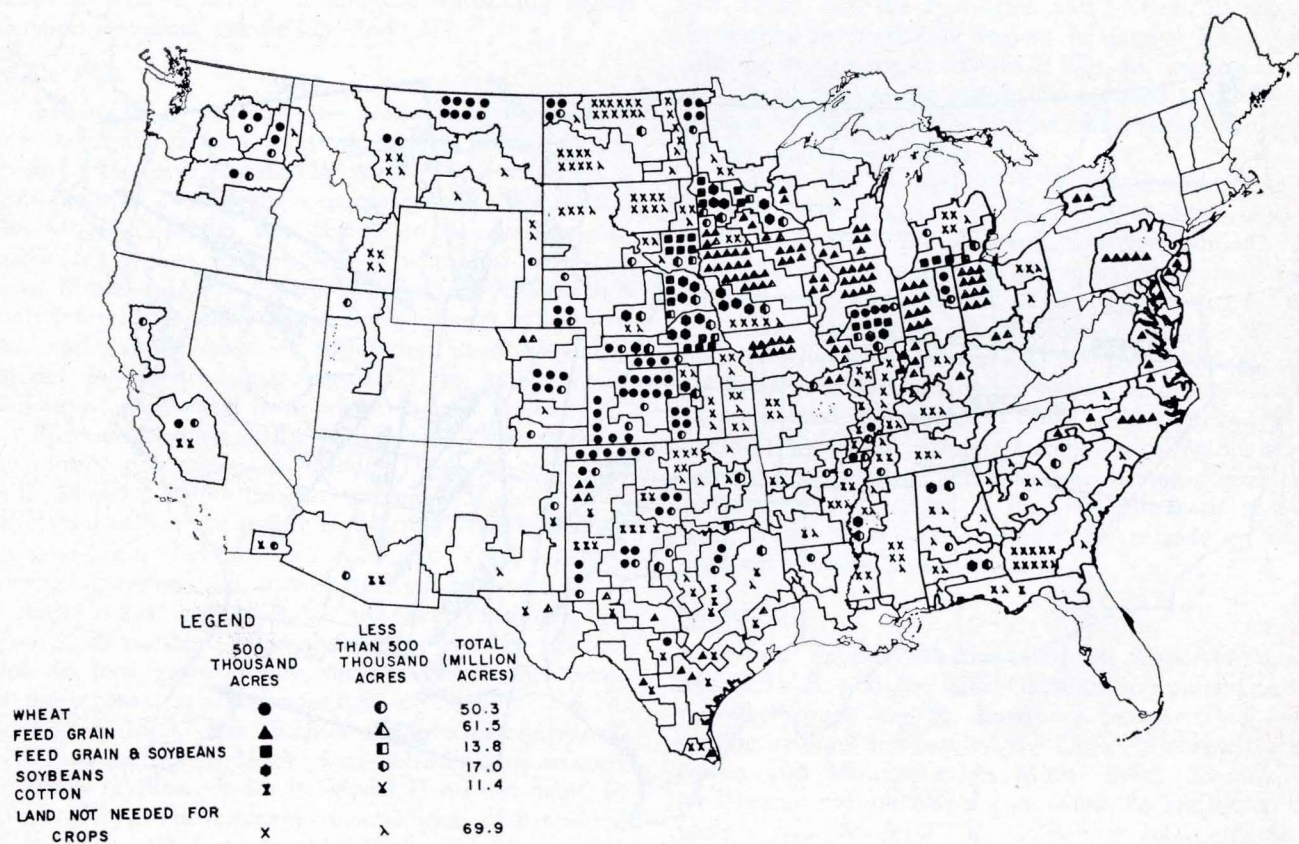 LEGEND
500 THOUSAND ACRES
LESS THAN 500 THOUSAND ACRES
TOTAL (MILLION ACRES)
WHEAT 50.3
FEED GRAIN 61.5
FEED GRAIN & SOYBEANS 13.8
SOYBEANS 17.0
COTTON 11.4
LAND NOT NEEDED FOR
CROPS x λ 69.9